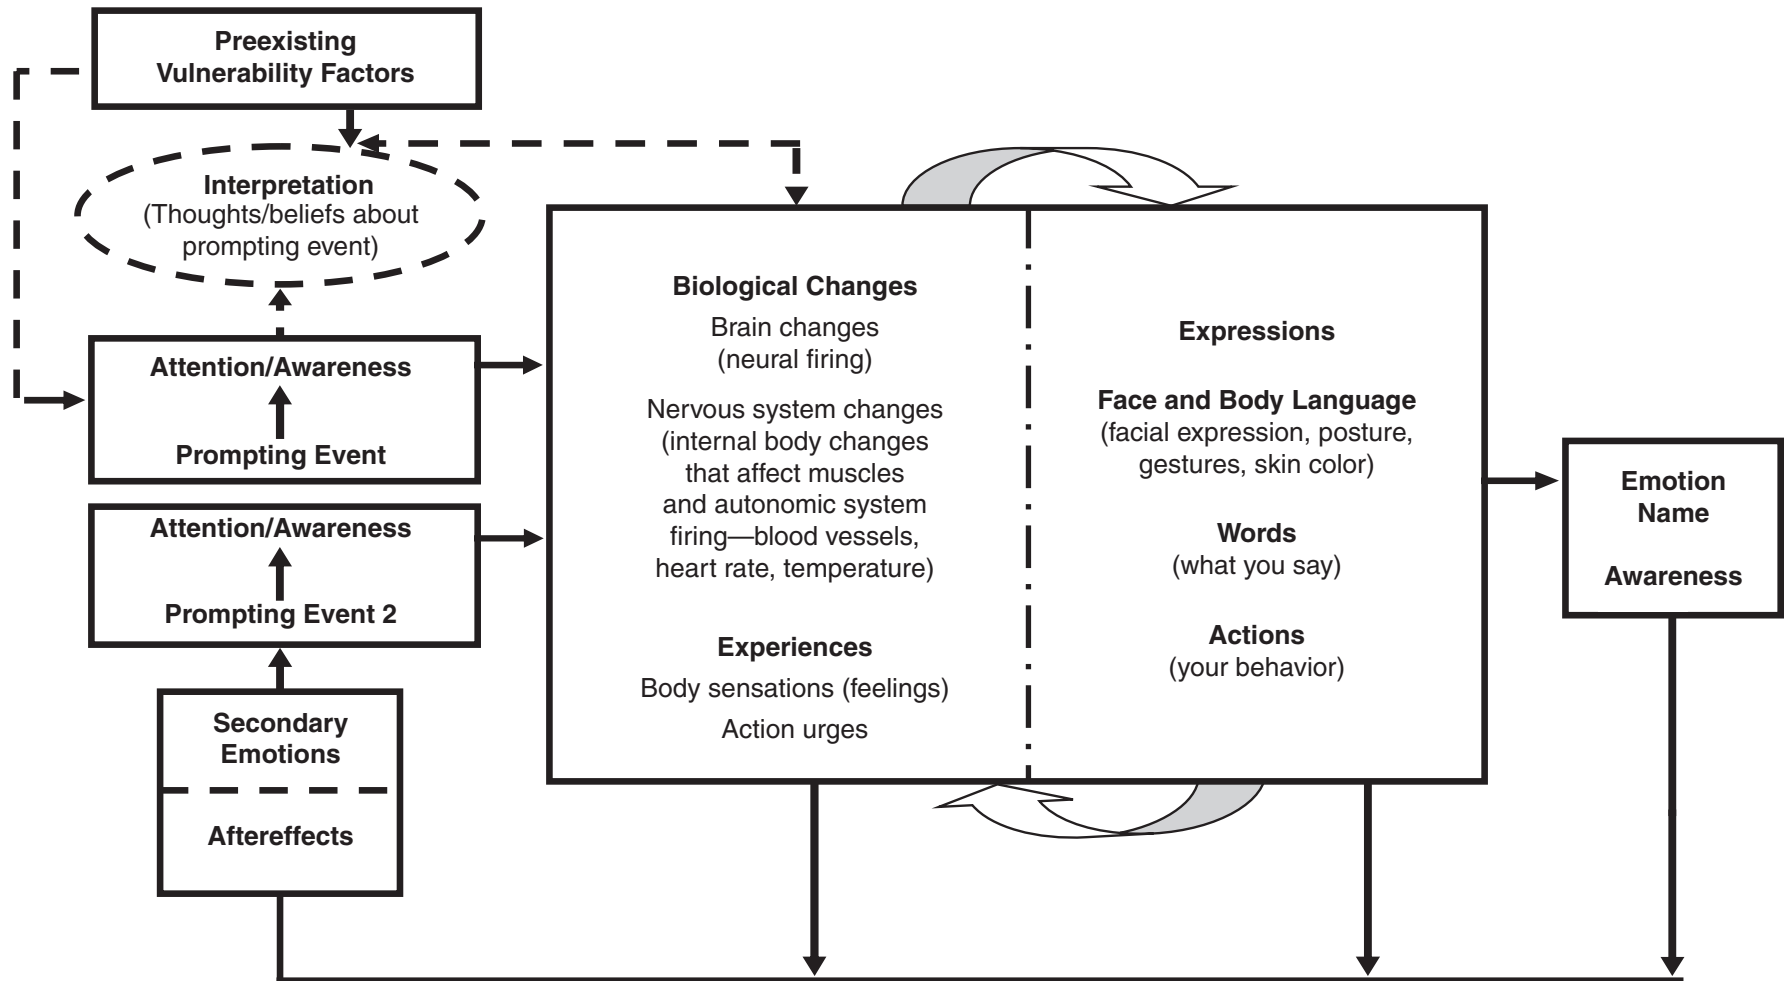 Preexisting
Vulnerability Factors
Interpretation
(Thoughts/beliefs about
prompting event)
Attention/Awareness
Prompting Event
Attention/Awareness
Prompting Event 2
Secondary
Emotions
Aftereffects
Biological Changes
Brain changes
(neural firing)
Nervous system changes
(internal body changes
that affect muscles
and autonomic system
firing—blood vessels,
heart rate, temperature)
Experiences
Body sensations (feelings)
Action urges
Expressions
Face and Body Language
(facial expression, posture,
gestures, skin color)
Words
(what you say)
Actions
(your behavior)
Emotion
Name
Awareness